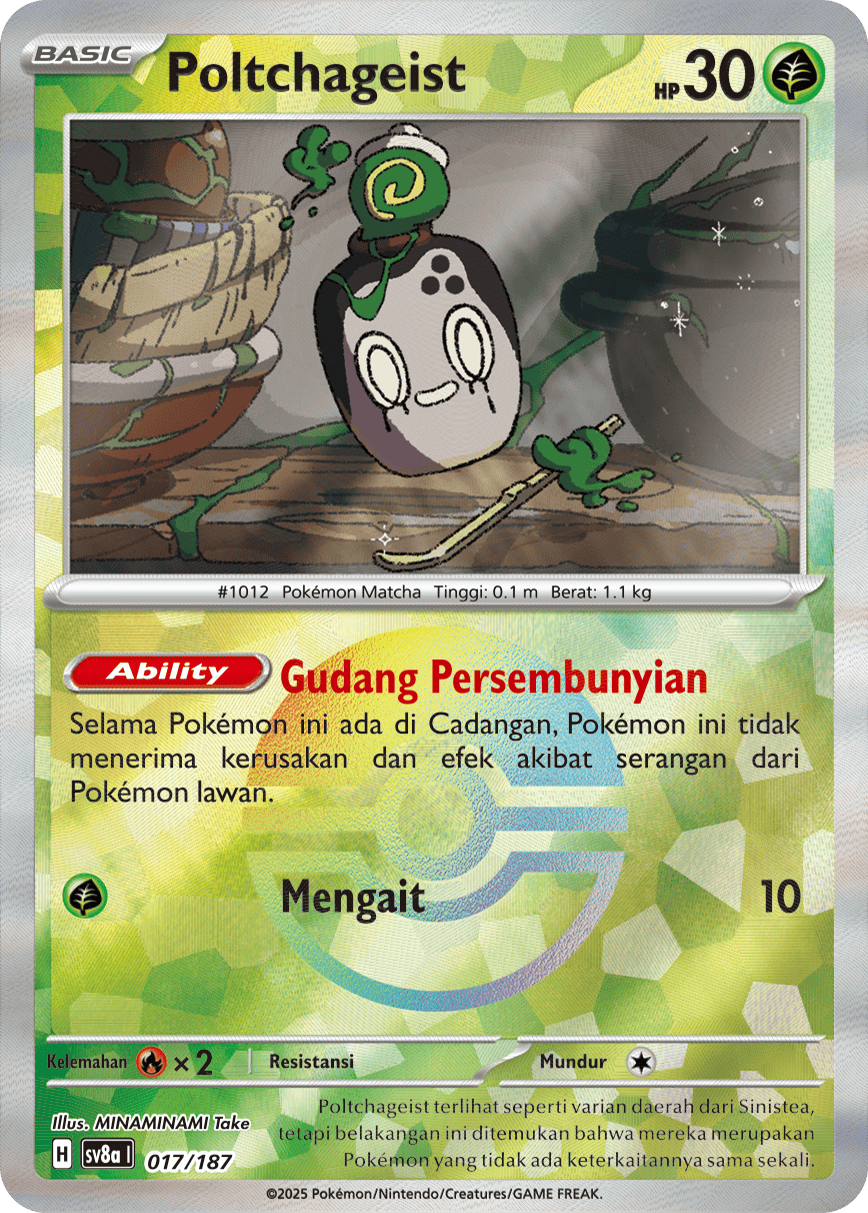 BASIC
Poltchageist
HP 30
#1012 Pokémon Matcha Tinggi: 0.1 m Berat: 1.1 kg
Ability Gudang Persembunyian
Selama Pokémon ini ada di Cadangan, Pokémon ini tidak
menerima kerusakan dan efek akibat serangan dari
Pokémon lawan.
Mengait 10
Kelemahan ×2 Resistansi Mundur
Illus. MINAMINAMI Take
Poltchageist terlihat seperti varian daerah dari Sinistea,
tetapi belakangan ini ditemukan bahwa mereka merupakan
Pokémon yang tidak ada keterkaitannya sama sekali.
H sv8a I 017/187
©2025 Pokémon/Nintendo/Creatures/GAME FREAK.